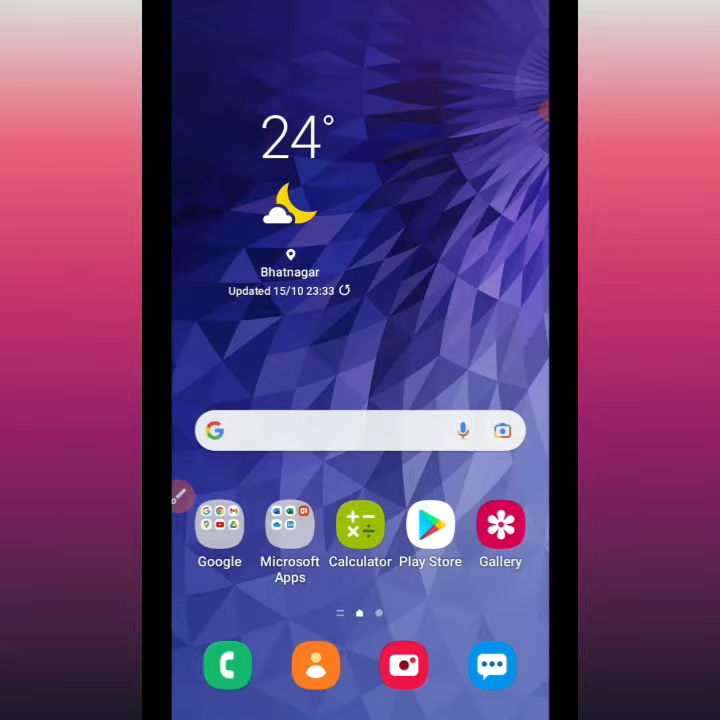 24°
Bhatnagar
Updated 15/10 23:33
Google
Microsoft Apps
Calculator
Play Store
Gallery